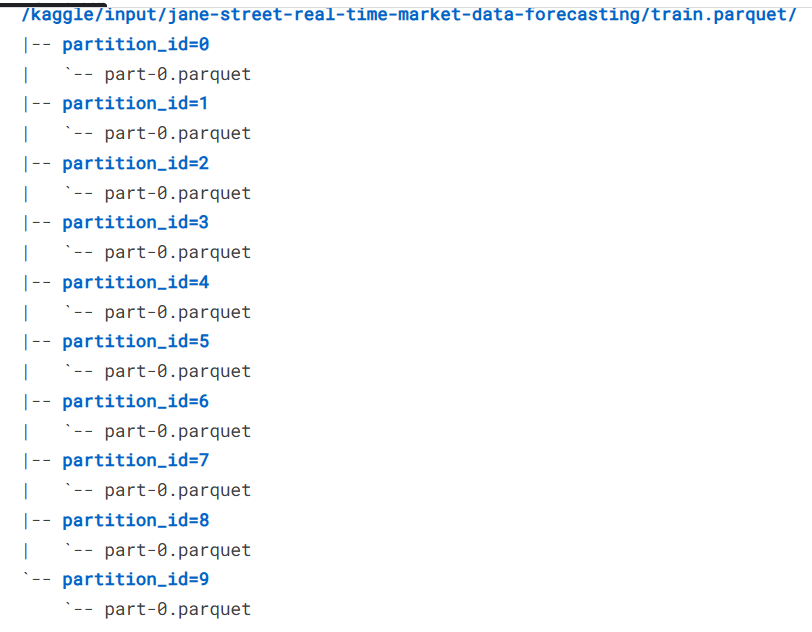 /kaggle/input/jane-street-real-time-market-data-forecasting/train.parquet/
|-- partition_id=0
|   `-- part-0.parquet
|-- partition_id=1
|   `-- part-0.parquet
|-- partition_id=2
|   `-- part-0.parquet
|-- partition_id=3
|   `-- part-0.parquet
|-- partition_id=4
|   `-- part-0.parquet
|-- partition_id=5
|   `-- part-0.parquet
|-- partition_id=6
|   `-- part-0.parquet
|-- partition_id=7
|   `-- part-0.parquet
|-- partition_id=8
|   `-- part-0.parquet
`-- partition_id=9
    `-- part-0.parquet